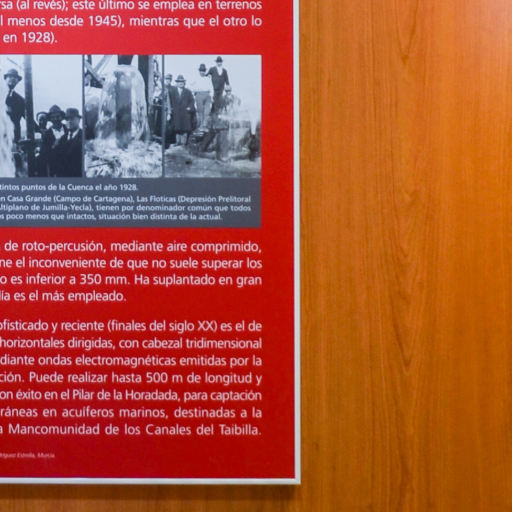 sa (al revés); este último se emplea en terrenos
l menos desde 1945), mientras que el otro lo
en 1928).
tintos puntos de la Cuenca el año 1928.
n Casa Grande (Campo de Cartagena), Las Floticas (Depresión Prelitoral
Altiplano de Jumilla-Yecla), tienen por denominador común que todos
s poco menos que intactos, situación bien distinta de la actual.
de roto-percusión, mediante aire comprimido,
ne el inconveniente de que no suele superar los
o es inferior a 350 mm. Ha suplantado en gran
ía es el más empleado.
ofisticado y reciente (finales del siglo XX) es el de
horizontales dirigidas, con cabezal tridimensional
diante ondas electromagnéticas emitidas por la
ción. Puede realizar hasta 500 m de longitud y
on éxito en el Pilar de la Horadada, para captación
ráneas en acuíferos marinos, destinadas a la
a Mancomunidad de los Canales del Taibilla.
Estrella, Murcia.